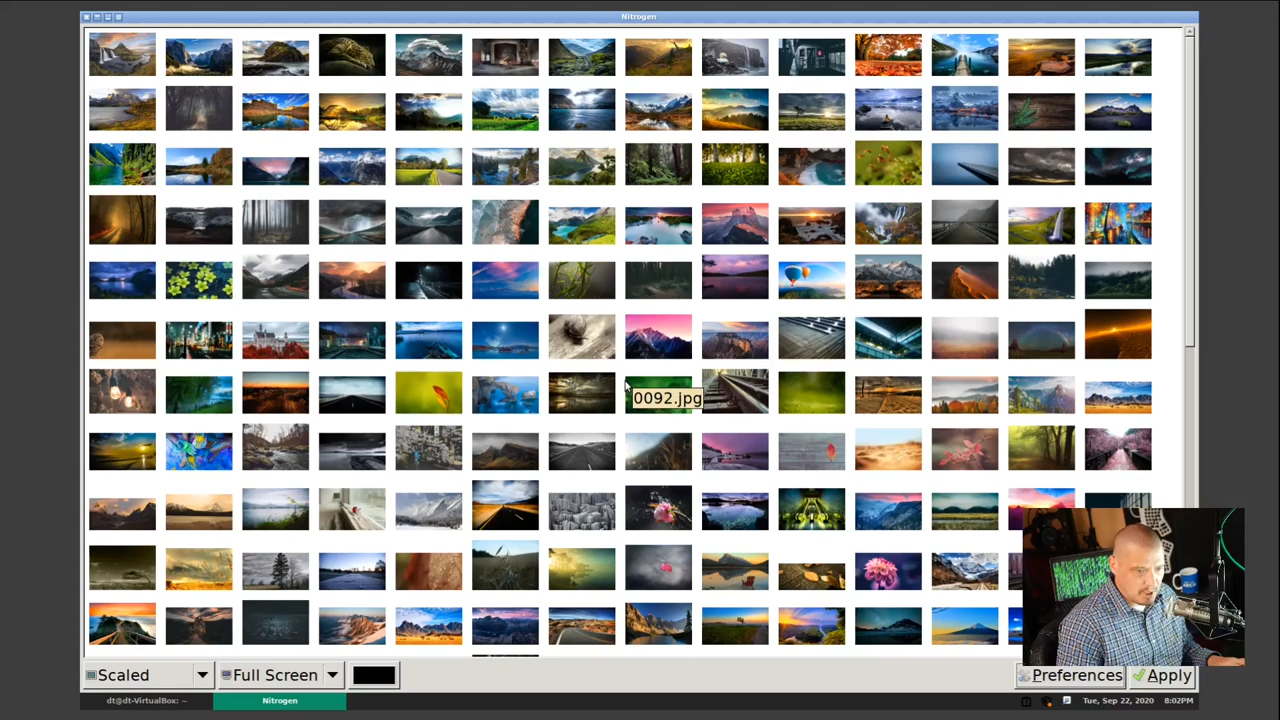 Nitrogen
0092.jpg
Scaled
Full Screen
Preferences
Apply
dt@dt-VirtualBox: ~
Nitrogen
Tue, Sep 22, 2020
8:02PM